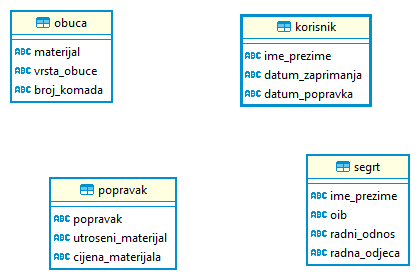 obuca
ABC materijal
ABC vrsta_obuce
ABC broj_komada
korisnik
ABC ime_prezime
ABC datum_zaprimanja
ABC datum_popravka
popravak
ABC popravak
ABC utroseni_materijal
ABC cijena_materijala
segrt
ABC ime_prezime
ABC oib
ABC radni_odnos
ABC radna_odjeca